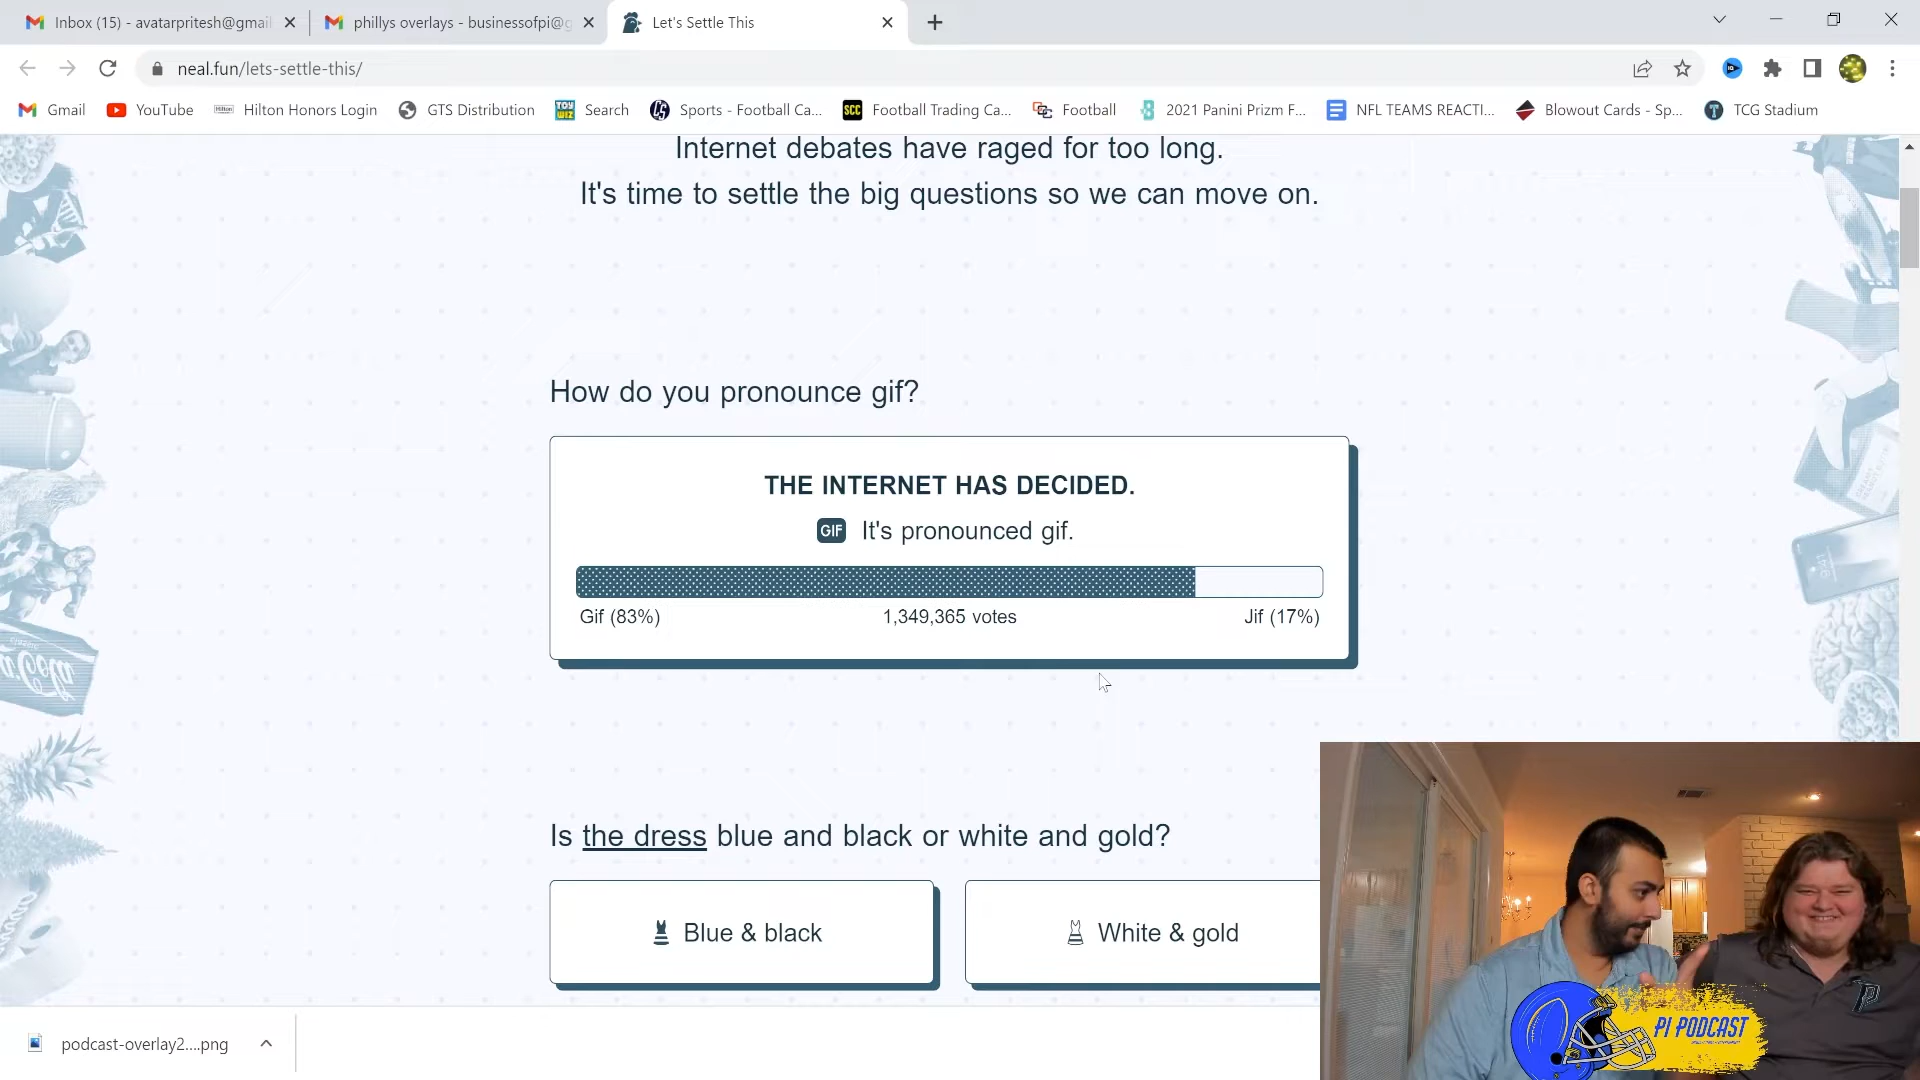 Inbox (15) - avatarpritesh@gmai
phillys overlays - businessofpi@g
Let's Settle This
neal.fun/lets-settle-this/
Gmail
YouTube
Hilton Honors Login
GTS Distribution
Search
Sports - Football Ca...
Football Trading Ca...
Football
2021 Panini Prizm F...
NFL TEAMS REACTI...
Blowout Cards - Sp...
TCG Stadium
Internet debates have raged for too long.
It's time to settle the big questions so we can move on.
How do you pronounce gif?
THE INTERNET HAS DECIDED.
GIF It's pronounced gif.
Gif (83%)
1,349,365 votes
Jif (17%)
Is the dress blue and black or white and gold?
Blue & black
White & gold
PI PODCAST
podcast-overlay2....png